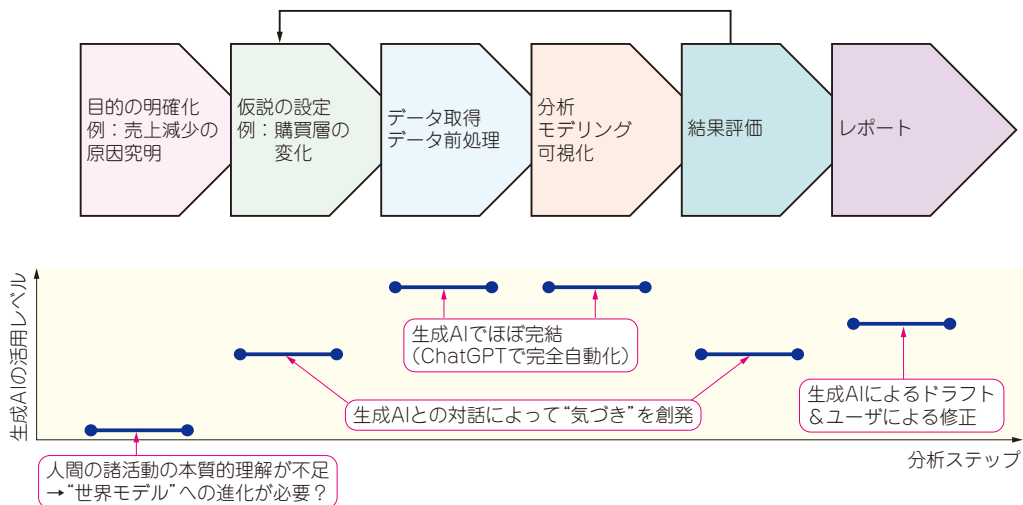 目的の明確化
例：売上減少の
原因究明
仮説の設定
例：購買層の
変化
データ取得
データ前処理
分析
モデリング
可視化
結果評価
レポート
生成AIの活用レベル
生成AIでほぼ完結
（ChatGPTで完全自動化）
生成AIとの対話によって“気づき”を創発
生成AIによるドラフト
＆ユーザによる修正
人間の諸活動の本質的理解が不足
→“世界モデル”への進化が必要？
分析ステップ